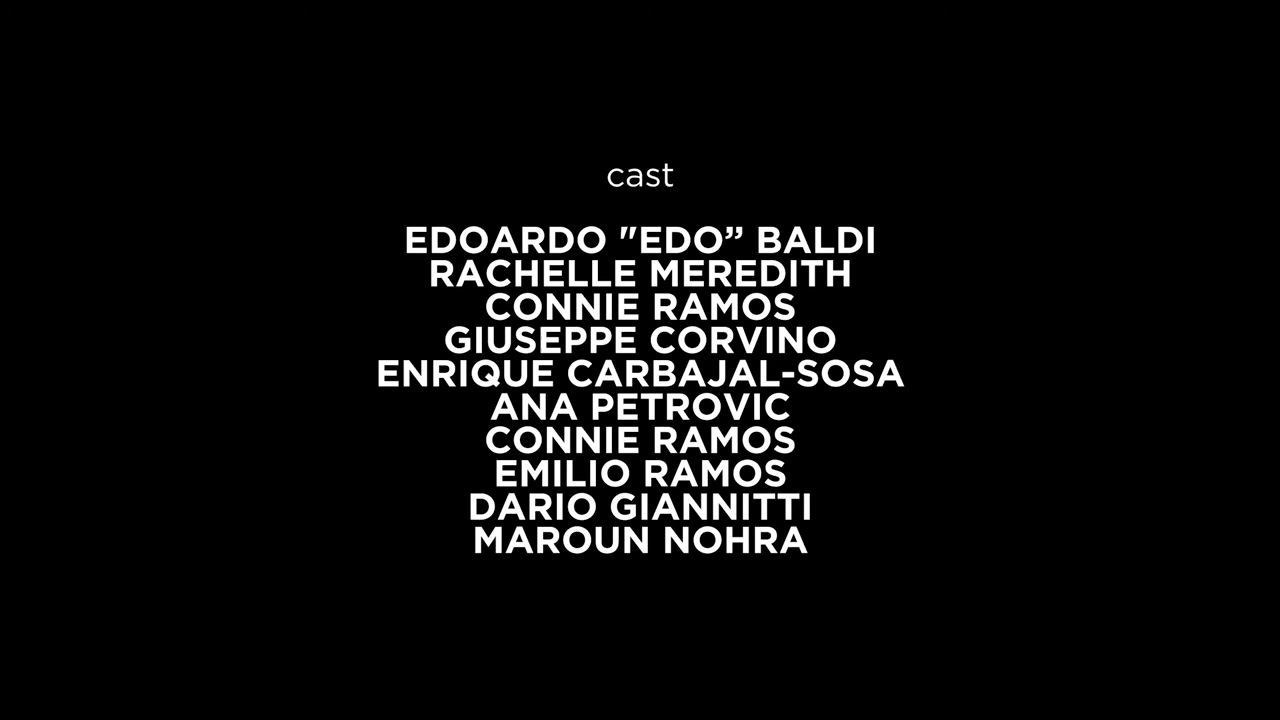 cast
EDOARDO "EDO” BALDI
RACHELLE MEREDITH
CONNIE RAMOS
GIUSEPPE CORVINO
ENRIQUE CARBAJAL-SOSA
ANA PETROVIC
CONNIE RAMOS
EMILIO RAMOS
DARIO GIANNITTI
MAROUN NOHRA